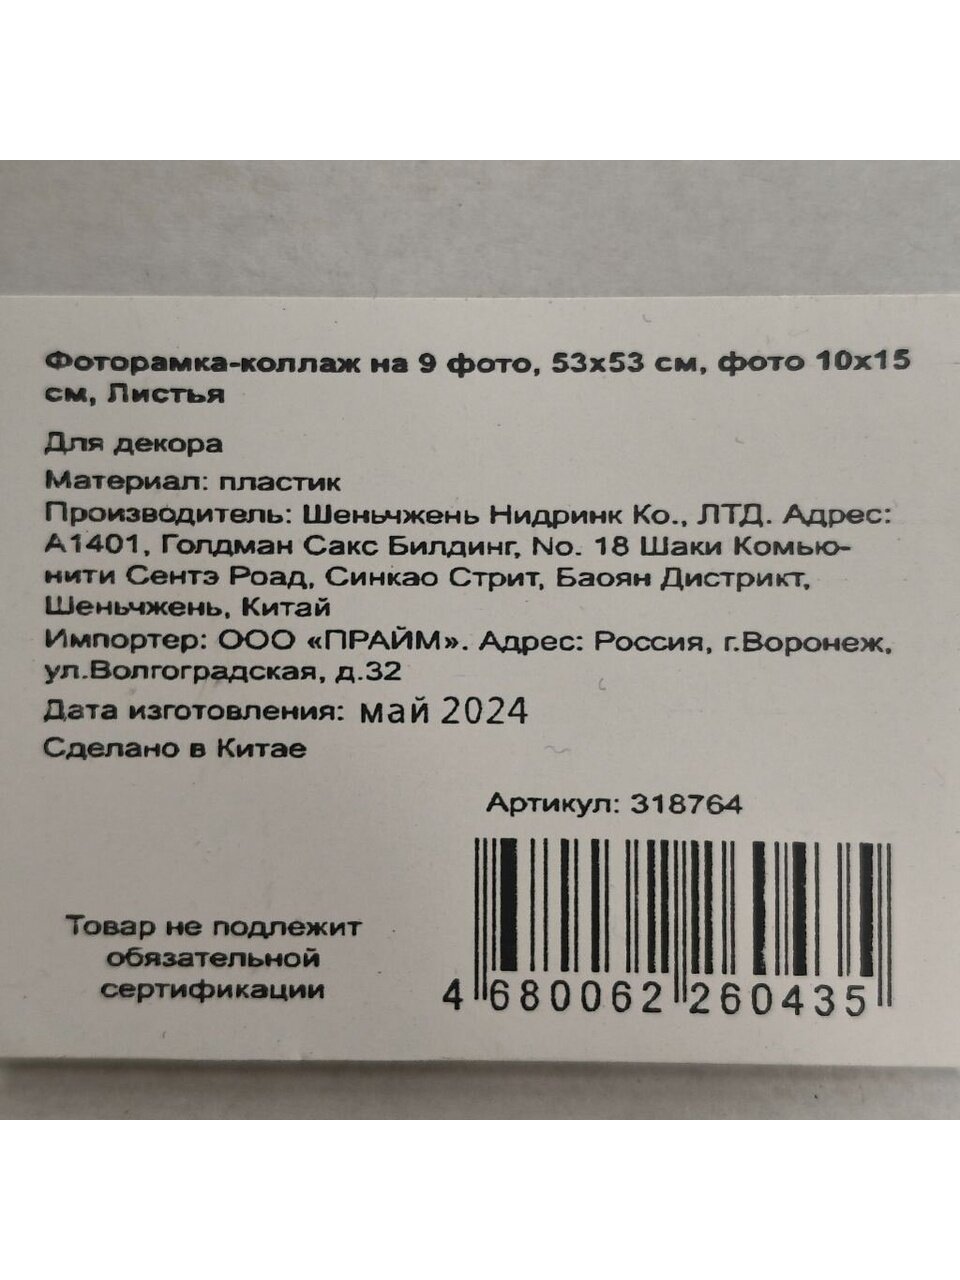 Фоторамка-коллаж на 9 фото, 53х53 см, фото 10х15
см, Листья
Для декора
Материал: пластик
Производитель: Шеньчжень Нидринк Ко., ЛТД. Адрес:
А1401, Голдман Сакс Билдинг, No. 18 Шаки Комью-
нити Сентэ Роад, Синкао Стрит, Баоян Дистрикт,
Шеньчжень, Китай
Импортер: ООО «ПРАЙМ». Адрес: Россия, г.Воронеж,
ул.Волгоградская, д.32
Дата изготовления: май 2024
Сделано в Китае
Артикул: 318764
Товар не подлежит
обязательной
сертификации
4 680062 260435